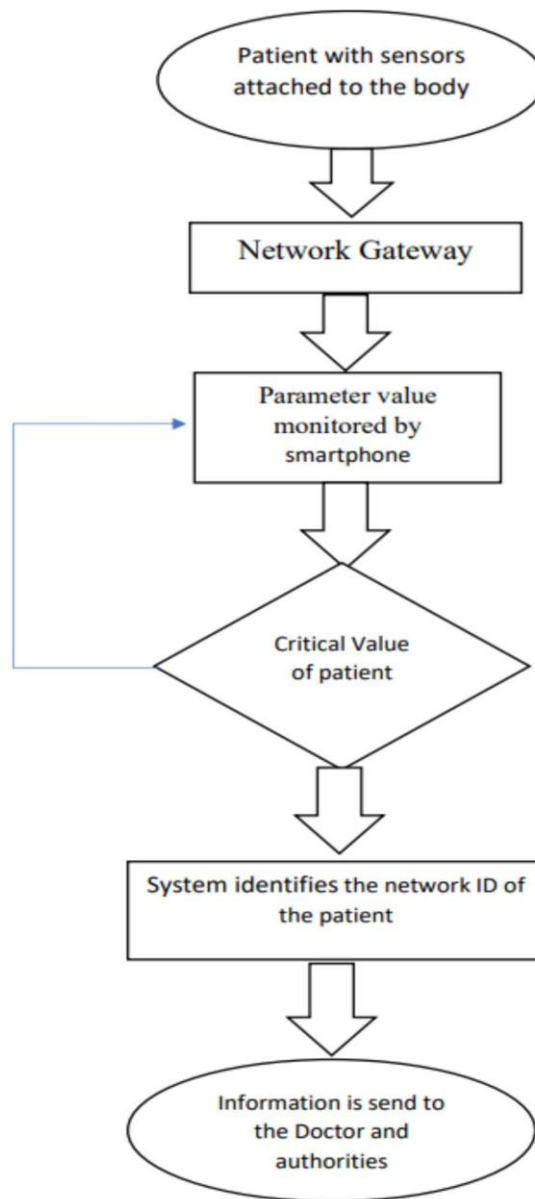 Patient with sensors
attached to the body
Network Gateway
Parameter value
monitored by
smartphone
Critical Value
of patient
System identifies the network ID of
the patient
Information is send to
the Doctor and
authorities